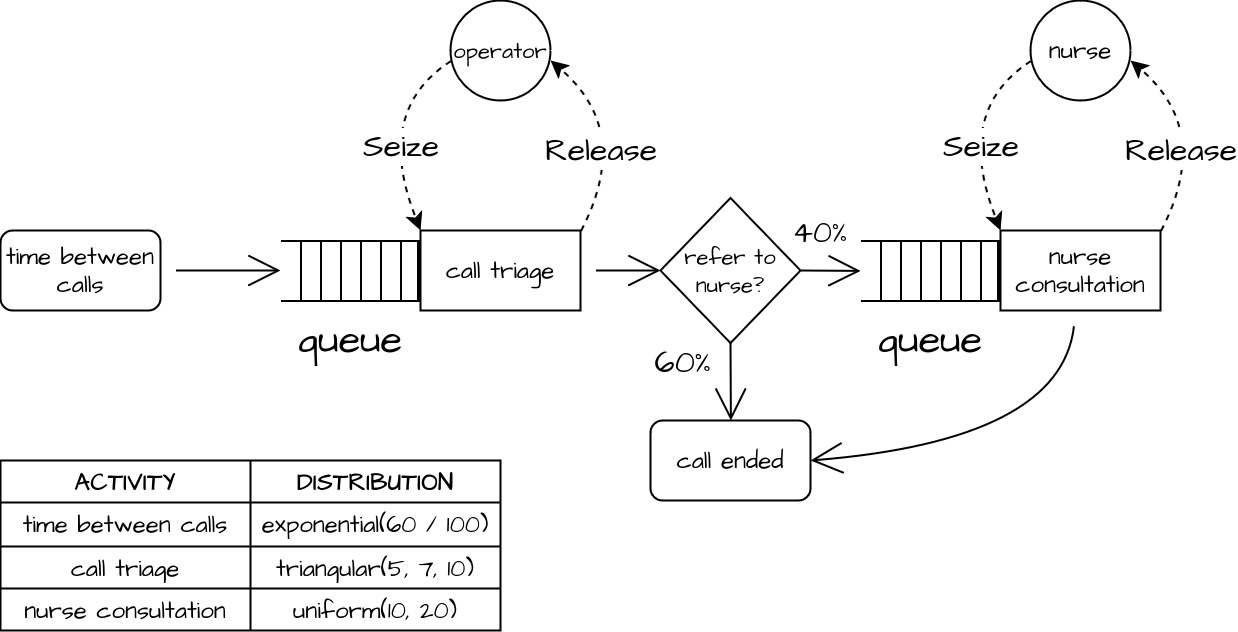 operator
nurse
Seize
Release
Seize
Release
time between
calls
call triage
refer to
nurse?
40%
nurse
consultation
queue
queue
60%
call ended
ACTIVITY DISTRIBUTION
time between calls exponential(60 / 100)
call triage triangular(5, 7, 10)
nurse consultation uniform(10, 20)